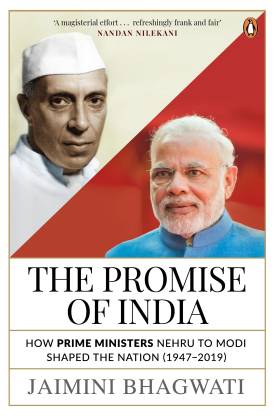 'A magisterial effort . . . refreshingly frank and fair'
NANDAN NILEKANI
THE PROMISE
OF INDIA
HOW PRIME MINISTERS NEHRU TO MODI
SHAPED THE NATION (1947–2019)
JAIMINI BHAGWATI